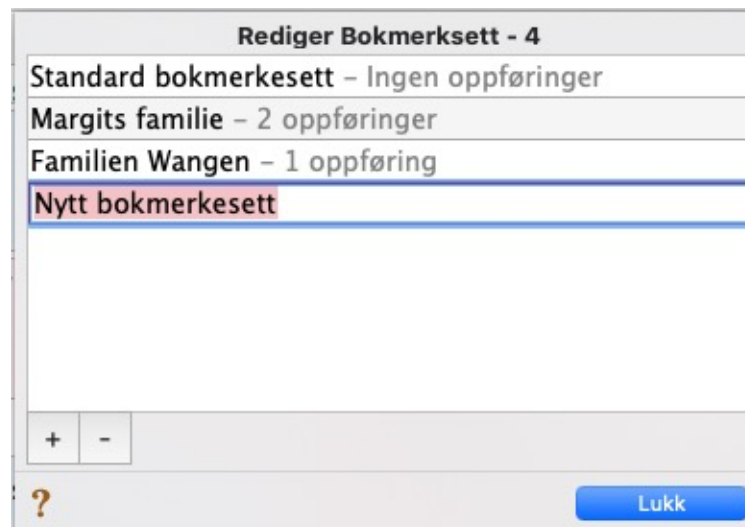 Rediger Bokmerksett - 4
Standard bokmerkesett – Ingen oppføringer
Margits familie – 2 oppføringer
Familien Wangen – 1 oppføring
Nytt bokmerkesett
+ -
? Lukk